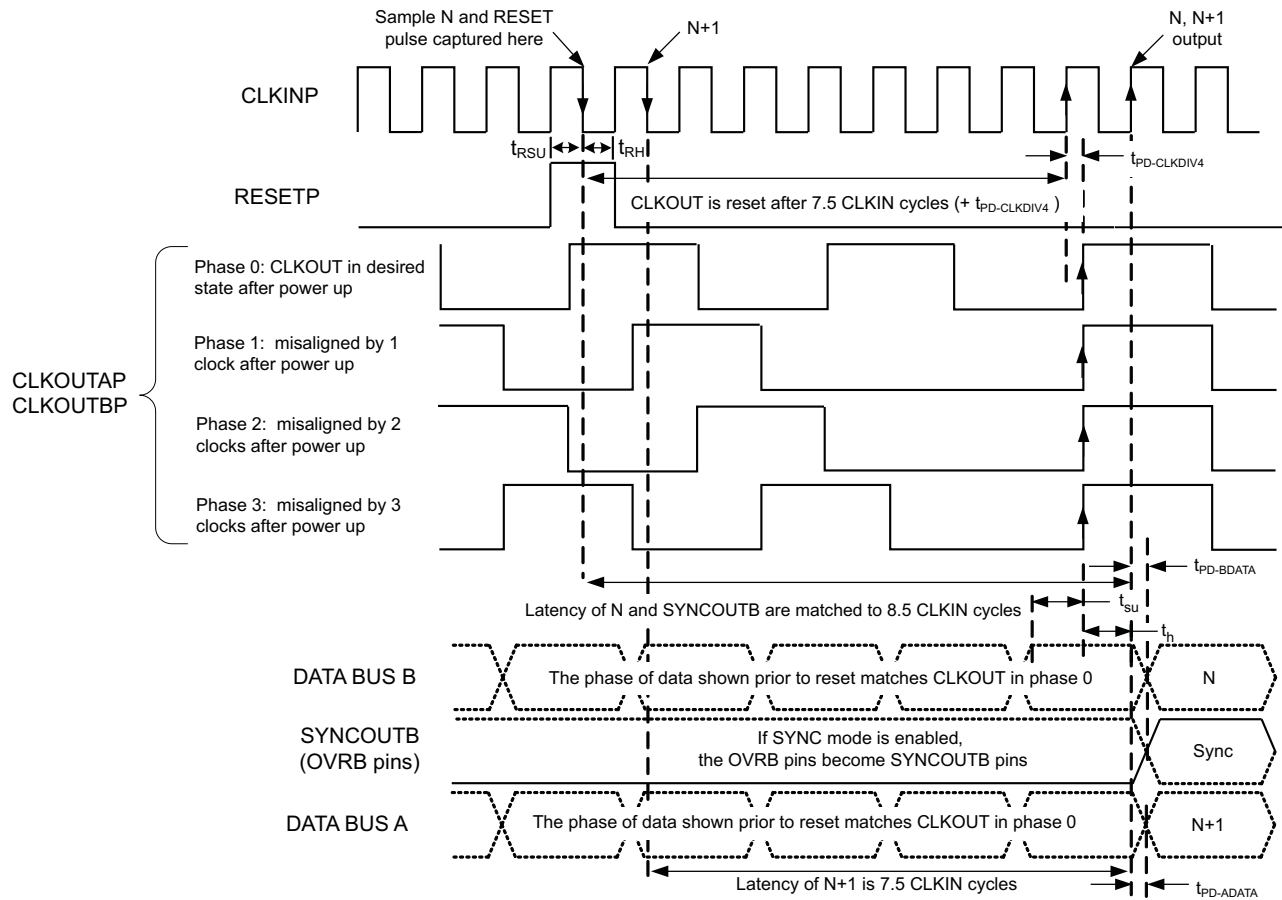 Sample N and RESET
pulse captured here
N+1
N, N+1
output
CLKINP
tRSU
tRH
tPD-CLKDIV4
RESETP
CLKOUT is reset after 7.5 CLKIN cycles (+ tPD-CLKDIV4 )
Phase 0: CLKOUT in desired
state after power up
Phase 1: misaligned by 1
clock after power up
CLKOUTAP
CLKOUTBP
Phase 2: misaligned by 2
clocks after power up
Phase 3: misaligned by 3
clocks after power up
tPD-BDATA
Latency of N and SYNCOUTB are matched to 8.5 CLKIN cycles
tsu
th
DATA BUS B
The phase of data shown prior to reset matches CLKOUT in phase 0
N
SYNCOUTB
(OVRB pins)
If SYNC mode is enabled,
the OVRB pins become SYNCOUTB pins
Sync
DATA BUS A
The phase of data shown prior to reset matches CLKOUT in phase 0
N+1
Latency of N+1 is 7.5 CLKIN cycles
tPD-ADATA